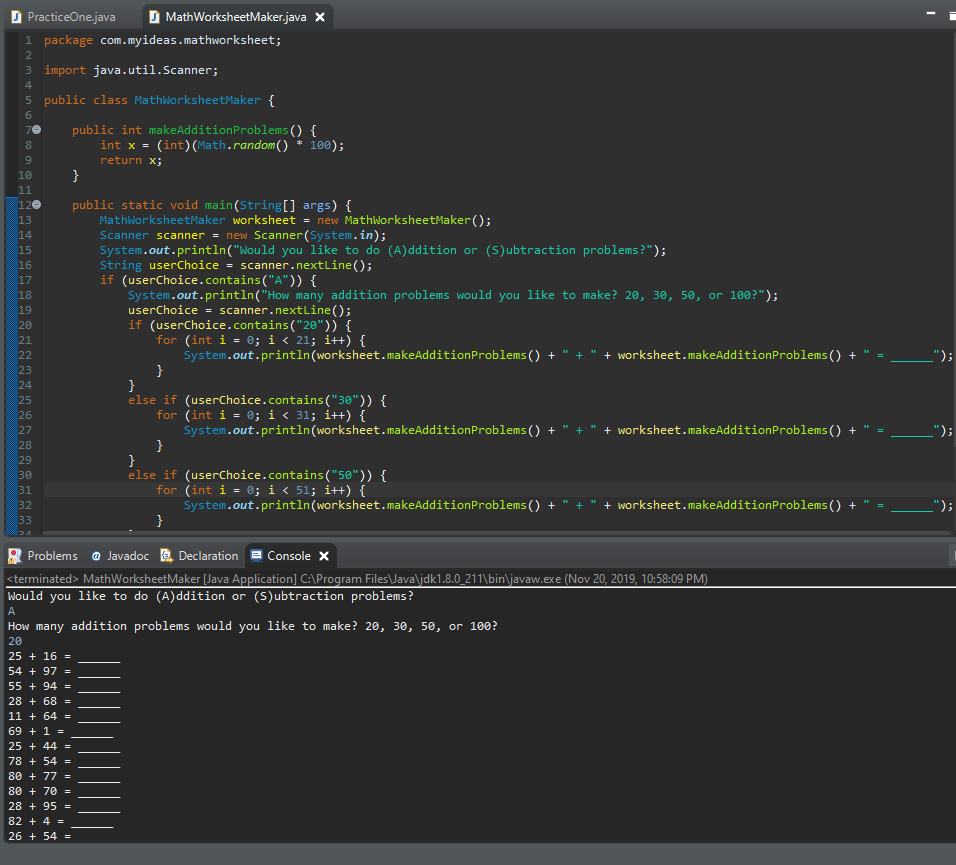 PracticeOne.java MathWorksheetMaker.java
1 package com.myideas.mathworksheet;
2
3 import java.util.Scanner;
4
5 public class MathWorksheetMaker {
6
7 public int makeAdditionProblems() {
8 int x = (int)(Math.random() * 100);
9 return x;
10 }
11
12 public static void main(String[] args) {
13 MathWorksheetMaker worksheet = new MathWorksheetMaker();
14 Scanner scanner = new Scanner(System.in);
15 System.out.println("Would you like to do (A)ddition or (S)ubtraction problems?");
16 String userChoice = scanner.nextLine();
17 if (userChoice.contains("A")) {
18 System.out.println("How many addition problems would you like to make? 20, 30, 50, or 100?");
19 userChoice = scanner.nextLine();
20 if (userChoice.contains("20")) {
21 for (int i = 0; i < 21; i++) {
22 System.out.println(worksheet.makeAdditionProblems() + " + " + worksheet.makeAdditionProblems() + " = ______");
23 }
24 }
25 else if (userChoice.contains("30")) {
26 for (int i = 0; i < 31; i++) {
27 System.out.println(worksheet.makeAdditionProblems() + " + " + worksheet.makeAdditionProblems() + " = ______");
28 }
29 }
30 else if (userChoice.contains("50")) {
31 for (int i = 0; i < 51; i++) {
32 System.out.println(worksheet.makeAdditionProblems() + " + " + worksheet.makeAdditionProblems() + " = ______");
33 }
Problems Javadoc Declaration Console
<terminated> MathWorksheetMaker [Java Application] C:\Program Files\Java\jdk1.8.0_211\bin\javaw.exe (Nov 20, 2019, 10:58:09 PM)
Would you like to do (A)ddition or (S)ubtraction problems?
A
How many addition problems would you like to make? 20, 30, 50, or 100?
20
25 + 16 = ______
54 + 97 = ______
55 + 94 = ______
28 + 68 = ______
11 + 64 = ______
69 + 1 = ______
25 + 44 = ______
78 + 54 = ______
80 + 77 = ______
80 + 70 = ______
28 + 95 = ______
82 + 4 = ______
26 + 54 =